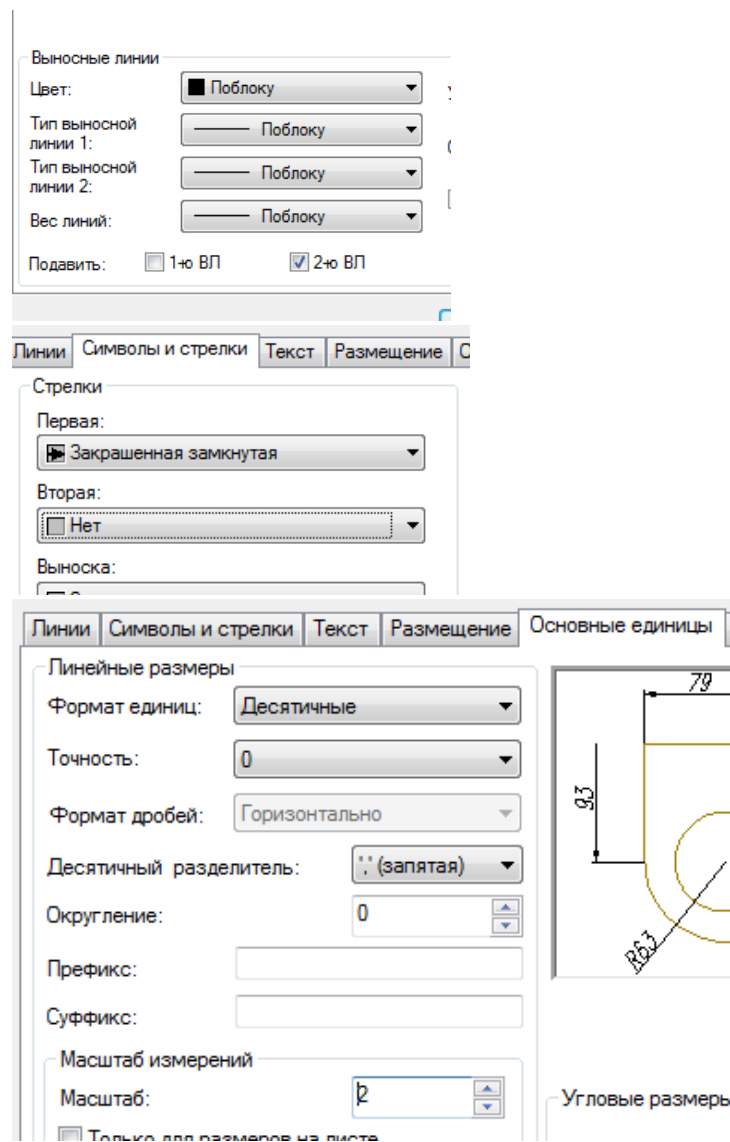 Выносные линии
Цвет: Поблоку
Тип выносной
линии 1: Поблоку
Тип выносной
линии 2: Поблоку
Вес линий: Поблоку
Подавить: 1-ю ВЛ 2-ю ВЛ
Линии Символы и стрелки Текст Размещение
Стрелки
Первая:
Закрашенная замкнутая
Вторая:
Нет
Выноска:
Линии Символы и стрелки Текст Размещение Основные единицы
Линейные размеры
Формат единиц: Десятичные
Точность: 0
Формат дробей: Горизонтально
Десятичный разделитель: ',' (запятая)
Округление: 0
Префикс:
Суффикс:
Масштаб измерений
Масштаб: 2
Только для размеров на листе
79
93
R63
Угловые размеры